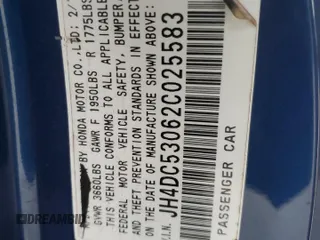 BY HONDA MOTOR CO.,LTD: 2/
GVWR 3660LBS GAWR F 1950LBS R 1775LBS
THIS VEHICLE CONFORMS TO ALL APPLICABLE
FEDERAL MOTOR VEHICLE SAFETY, BUMPER,
AND THEFT PREVENTION STANDARDS IN EFFECT
ON THE DATE OF MANUFACTURE SHOWN ABOVE.
V.I.N. JH4DC53062C025583
PASSENGER CAR
DREAMBID